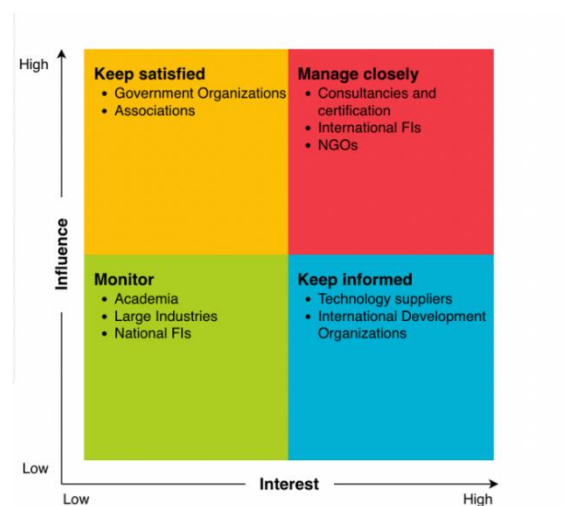 High
Keep satisfied
• Government Organizations
• Associations
Manage closely
• Consultancies and
certification
• International FIs
• NGOs
Influence
Monitor
• Academia
• Large Industries
• National FIs
Keep informed
• Technology suppliers
• International Development
Organizations
Low
Low
Interest
High